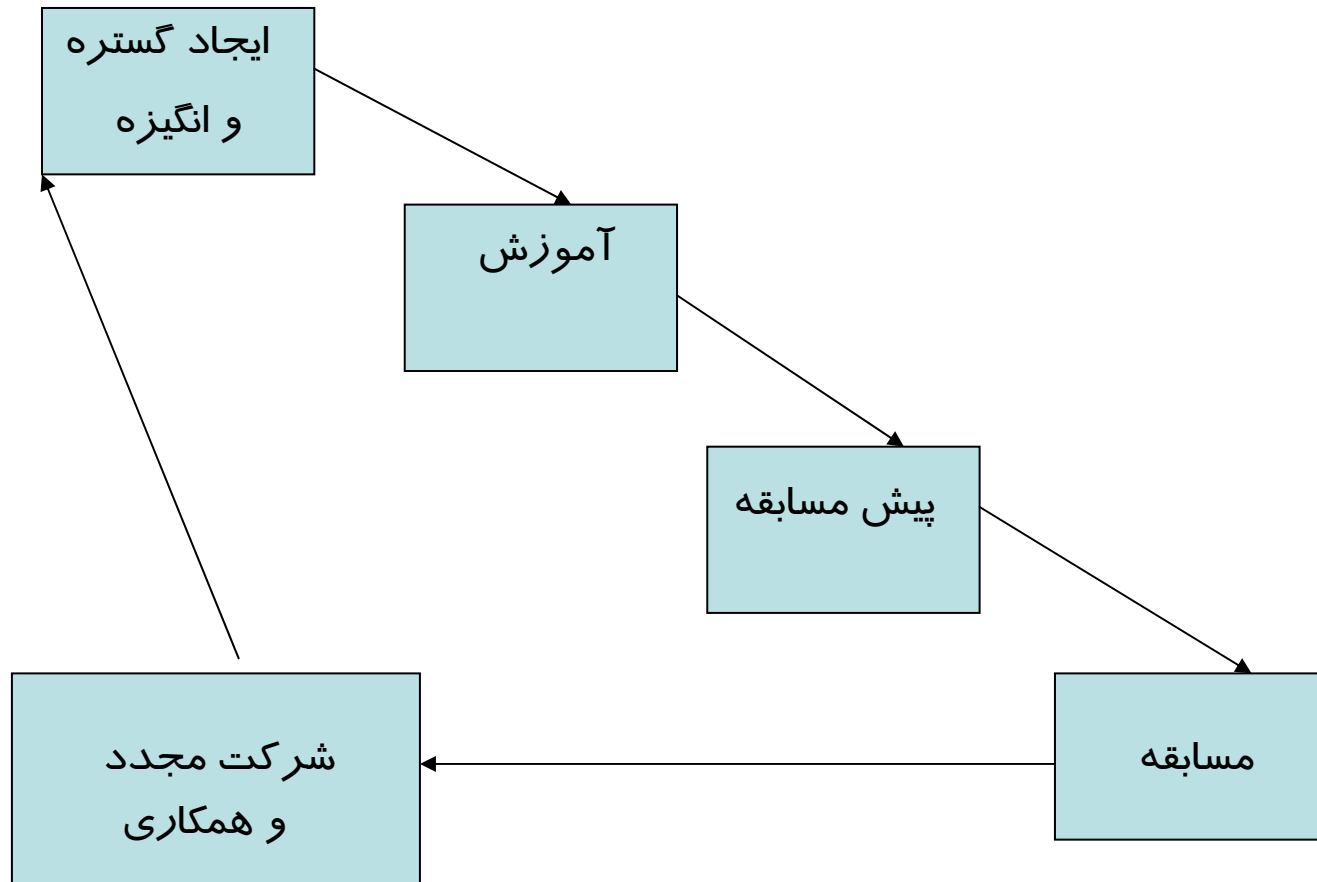 ایجاد گستره
و انگیزه
آموزش
پیش مسابقه
مسابقه
شرکت مجدد
و همکاری